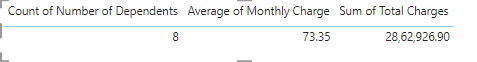 Count of Number of Dependents Average of Monthly Charge Sum of Total Charges
8 73.35 28,62,926.90